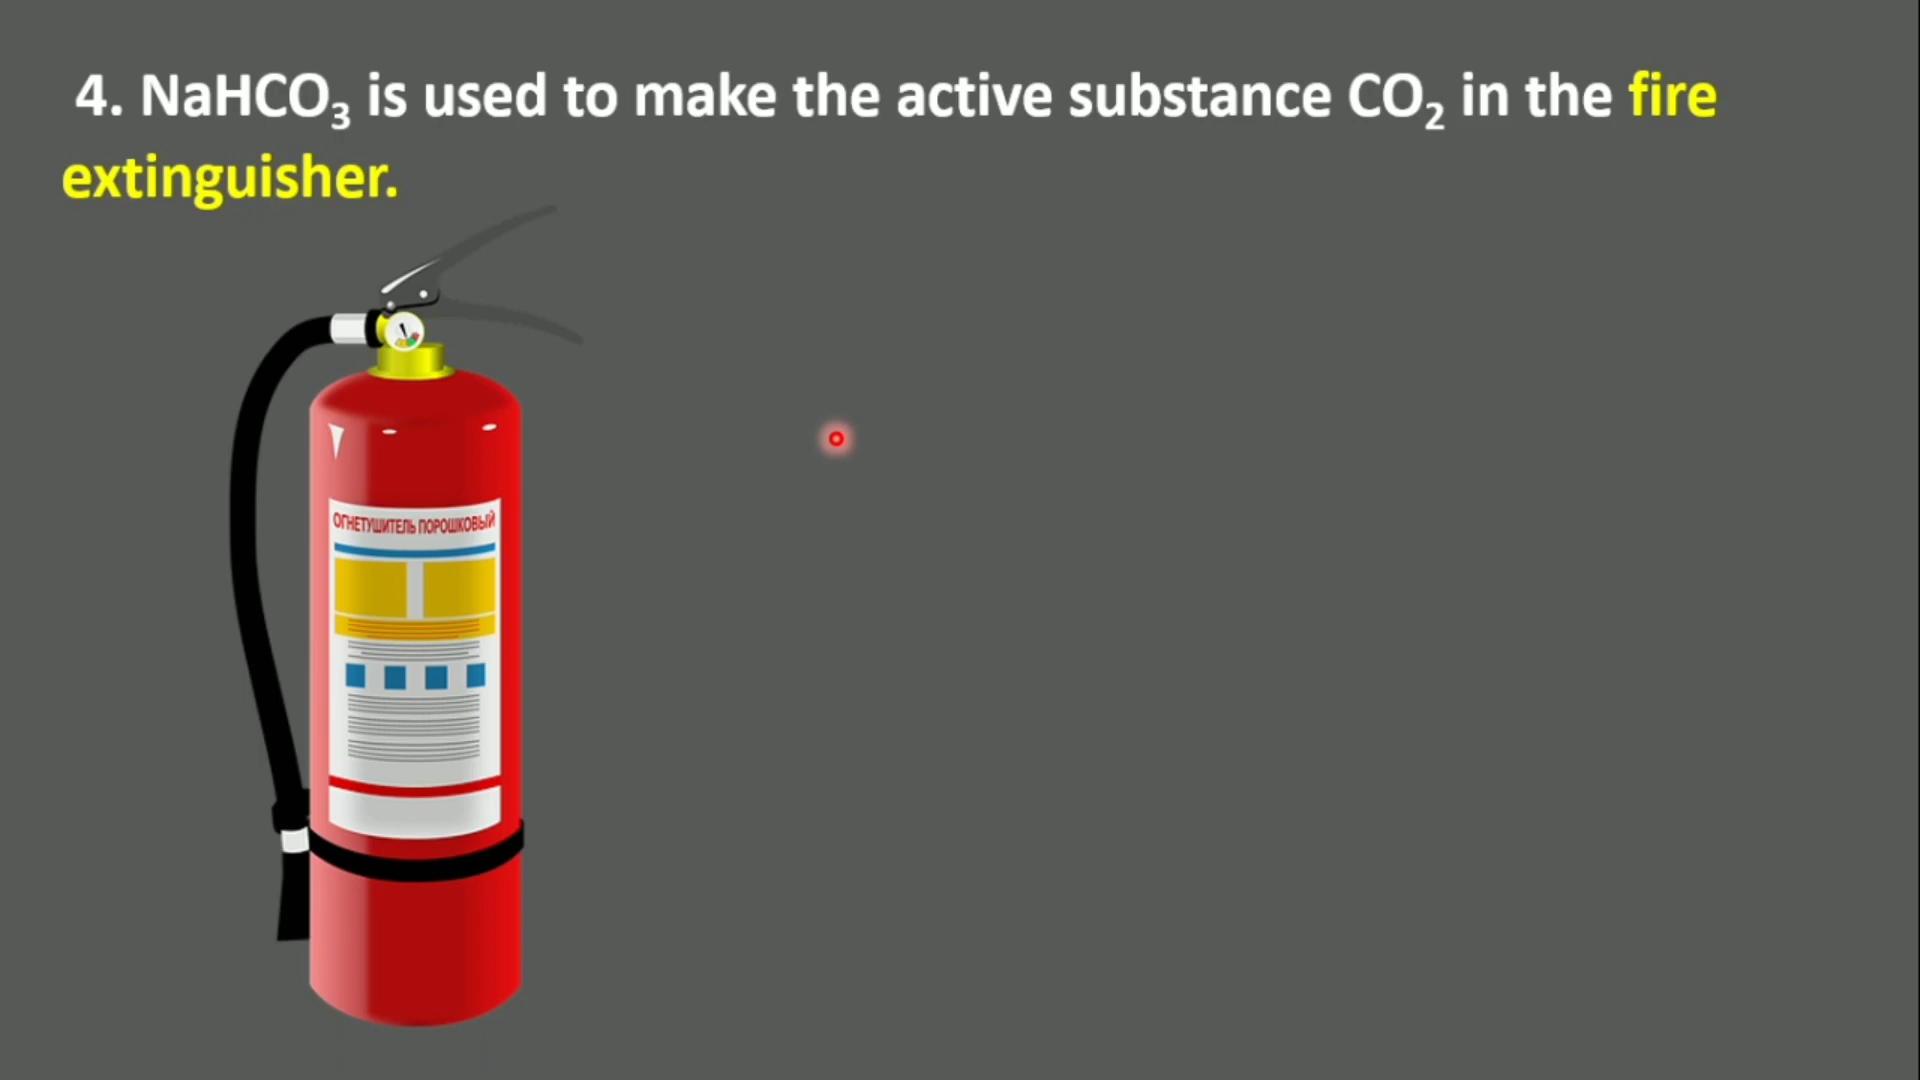 4. NaHCO₃ is used to make the active substance CO₂ in the fire
extinguisher.
ОГНЕТУШИТЕЛЬ ПОРОШКОВЫЙ